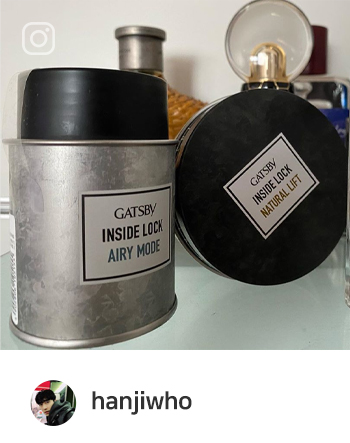 GATSBY
INSIDE LOCK
AIRY MODE
GATSBY
INSIDE LOCK
NATURAL LIFT
hanjiwho